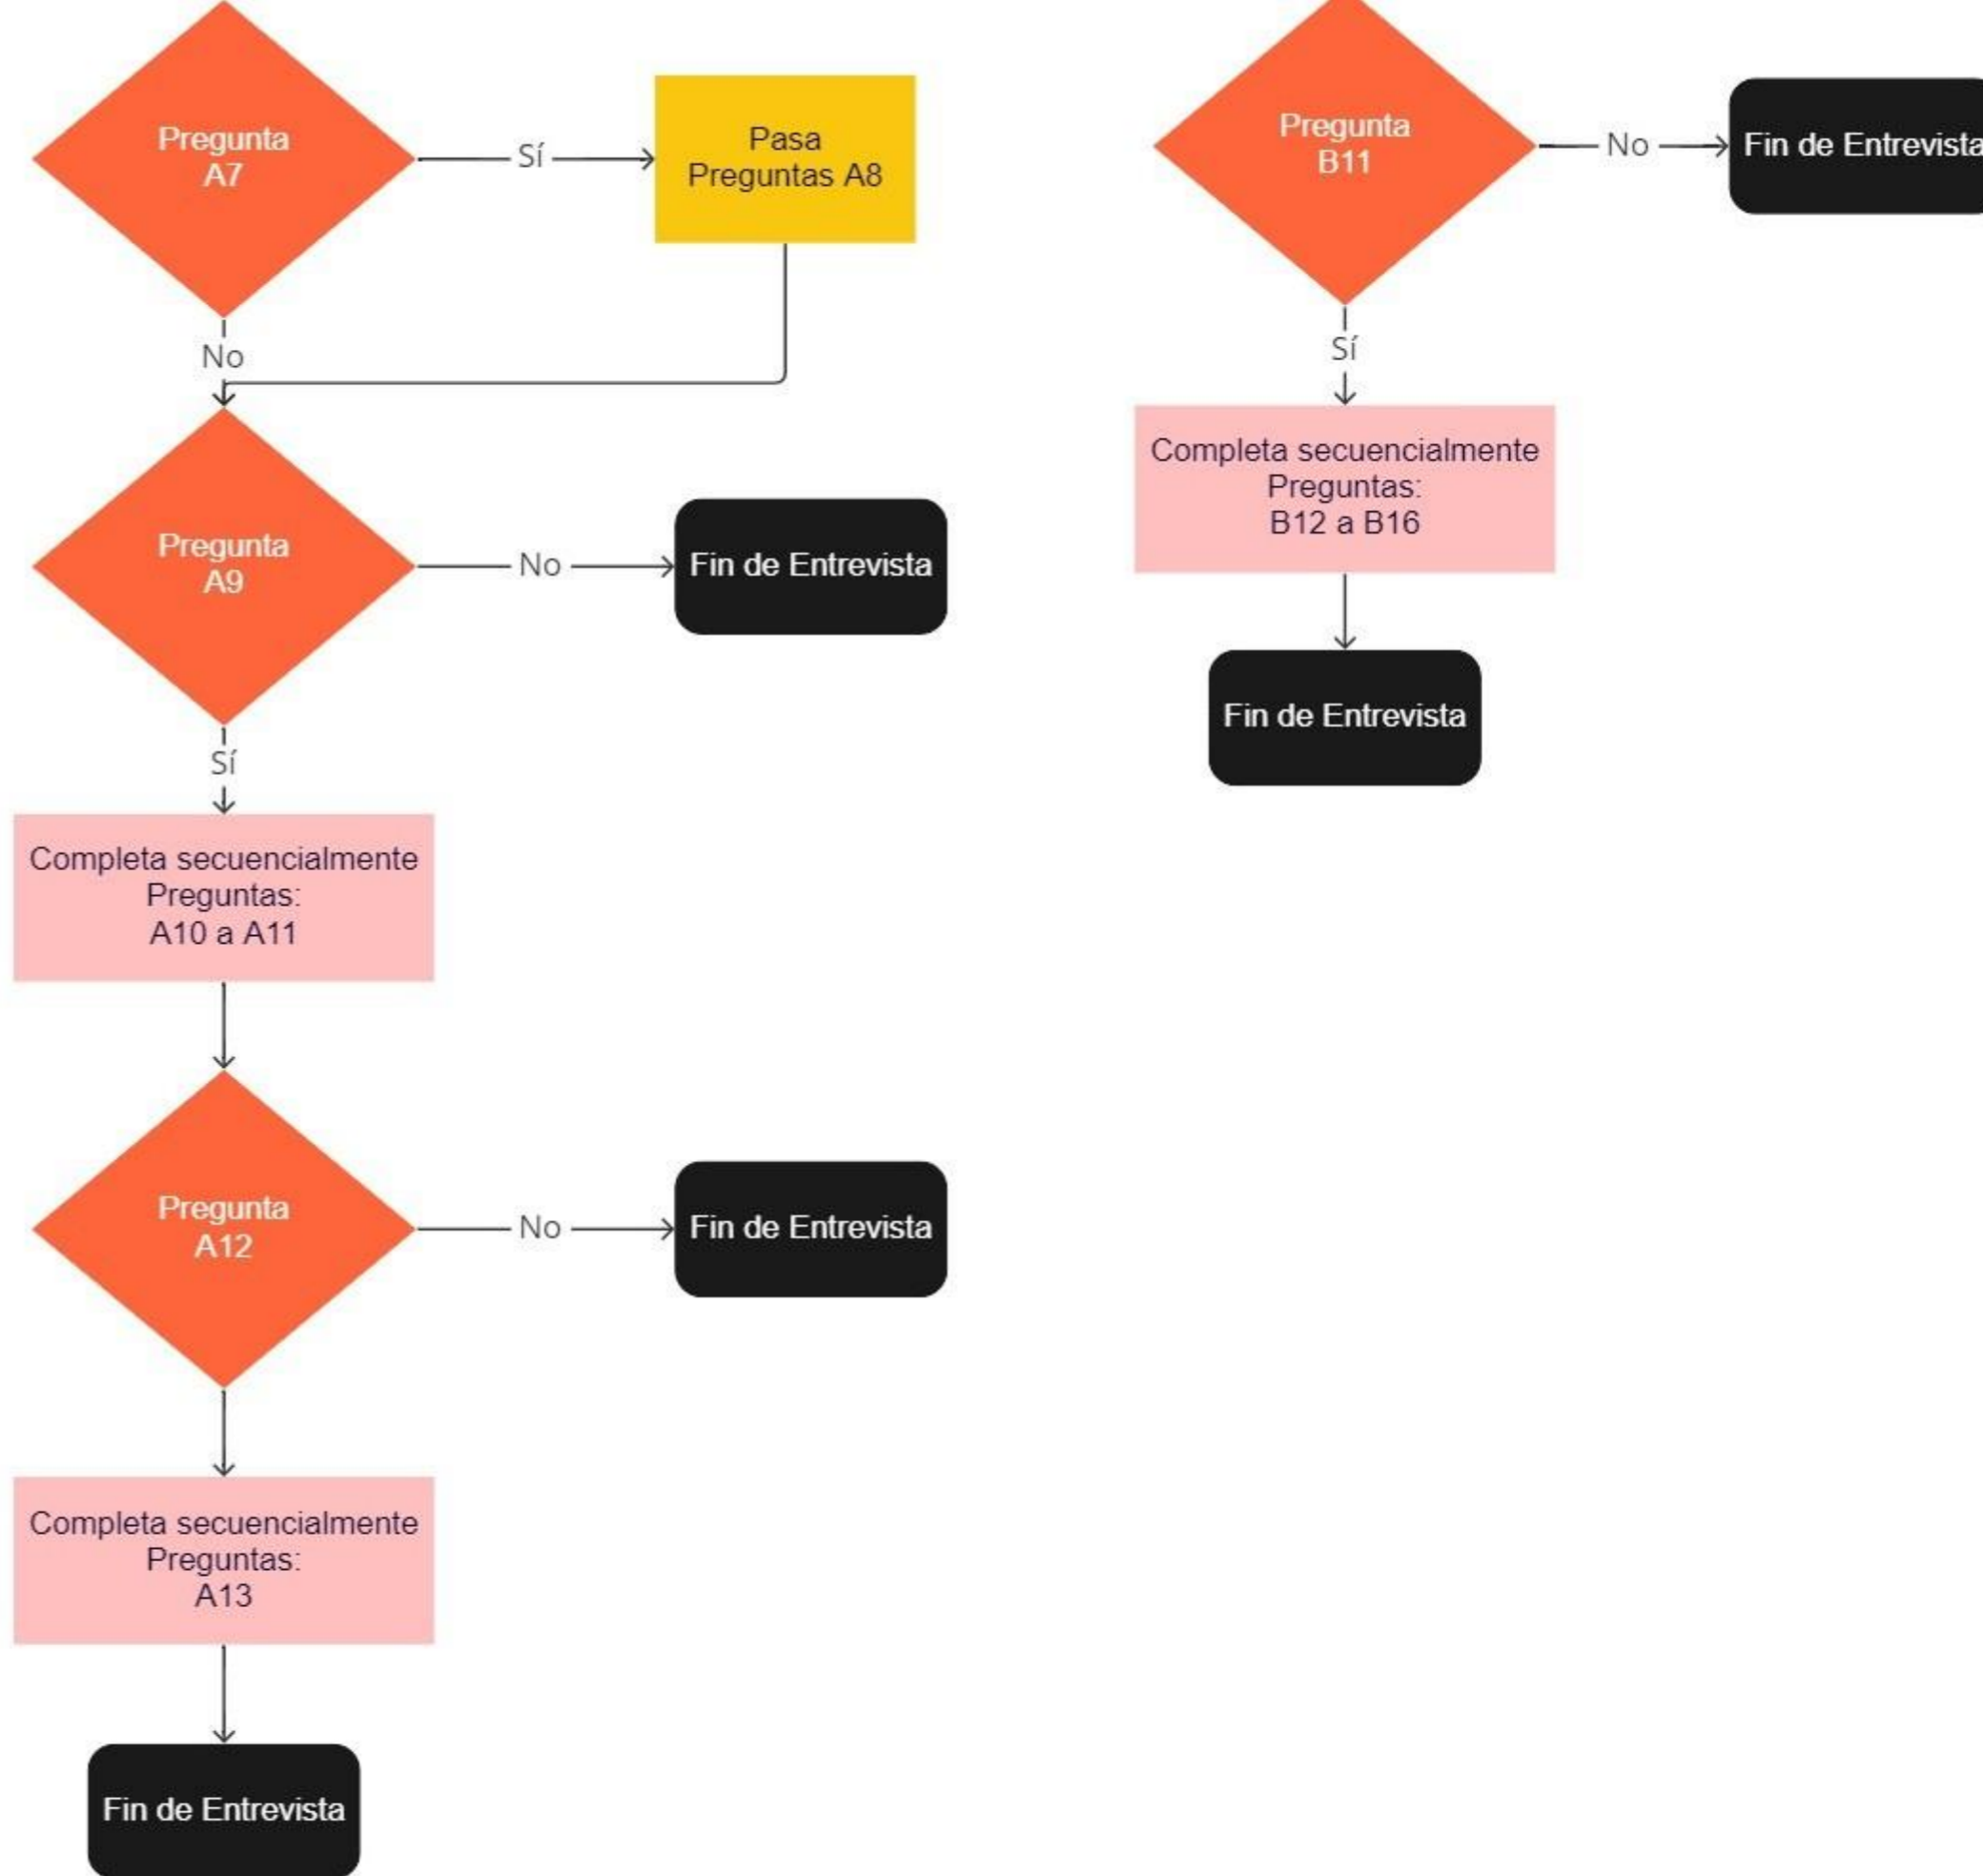 Pregunta
A7
Sí
Pasa
Preguntas A8
No
Pregunta
A9
No
Fin de Entrevista
Sí
Completa secuencialmente
Preguntas:
A10 a A11
Pregunta
A12
No
Fin de Entrevista
Completa secuencialmente
Preguntas:
A13
Fin de Entrevista
Pregunta
B11
No
Fin de Entrevista
Sí
Completa secuencialmente
Preguntas:
B12 a B16
Fin de Entrevista